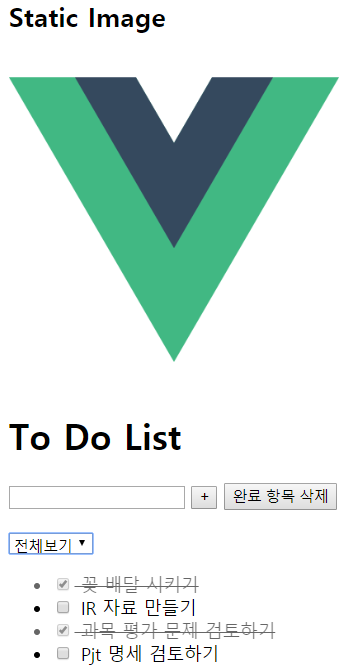 Static Image
To Do List
+ 완료 항목 삭제
전체보기
꽃 배달 시키기
IR 자료 만들기
과목 평가 문제 검토하기
Pjt 명세 검토하기